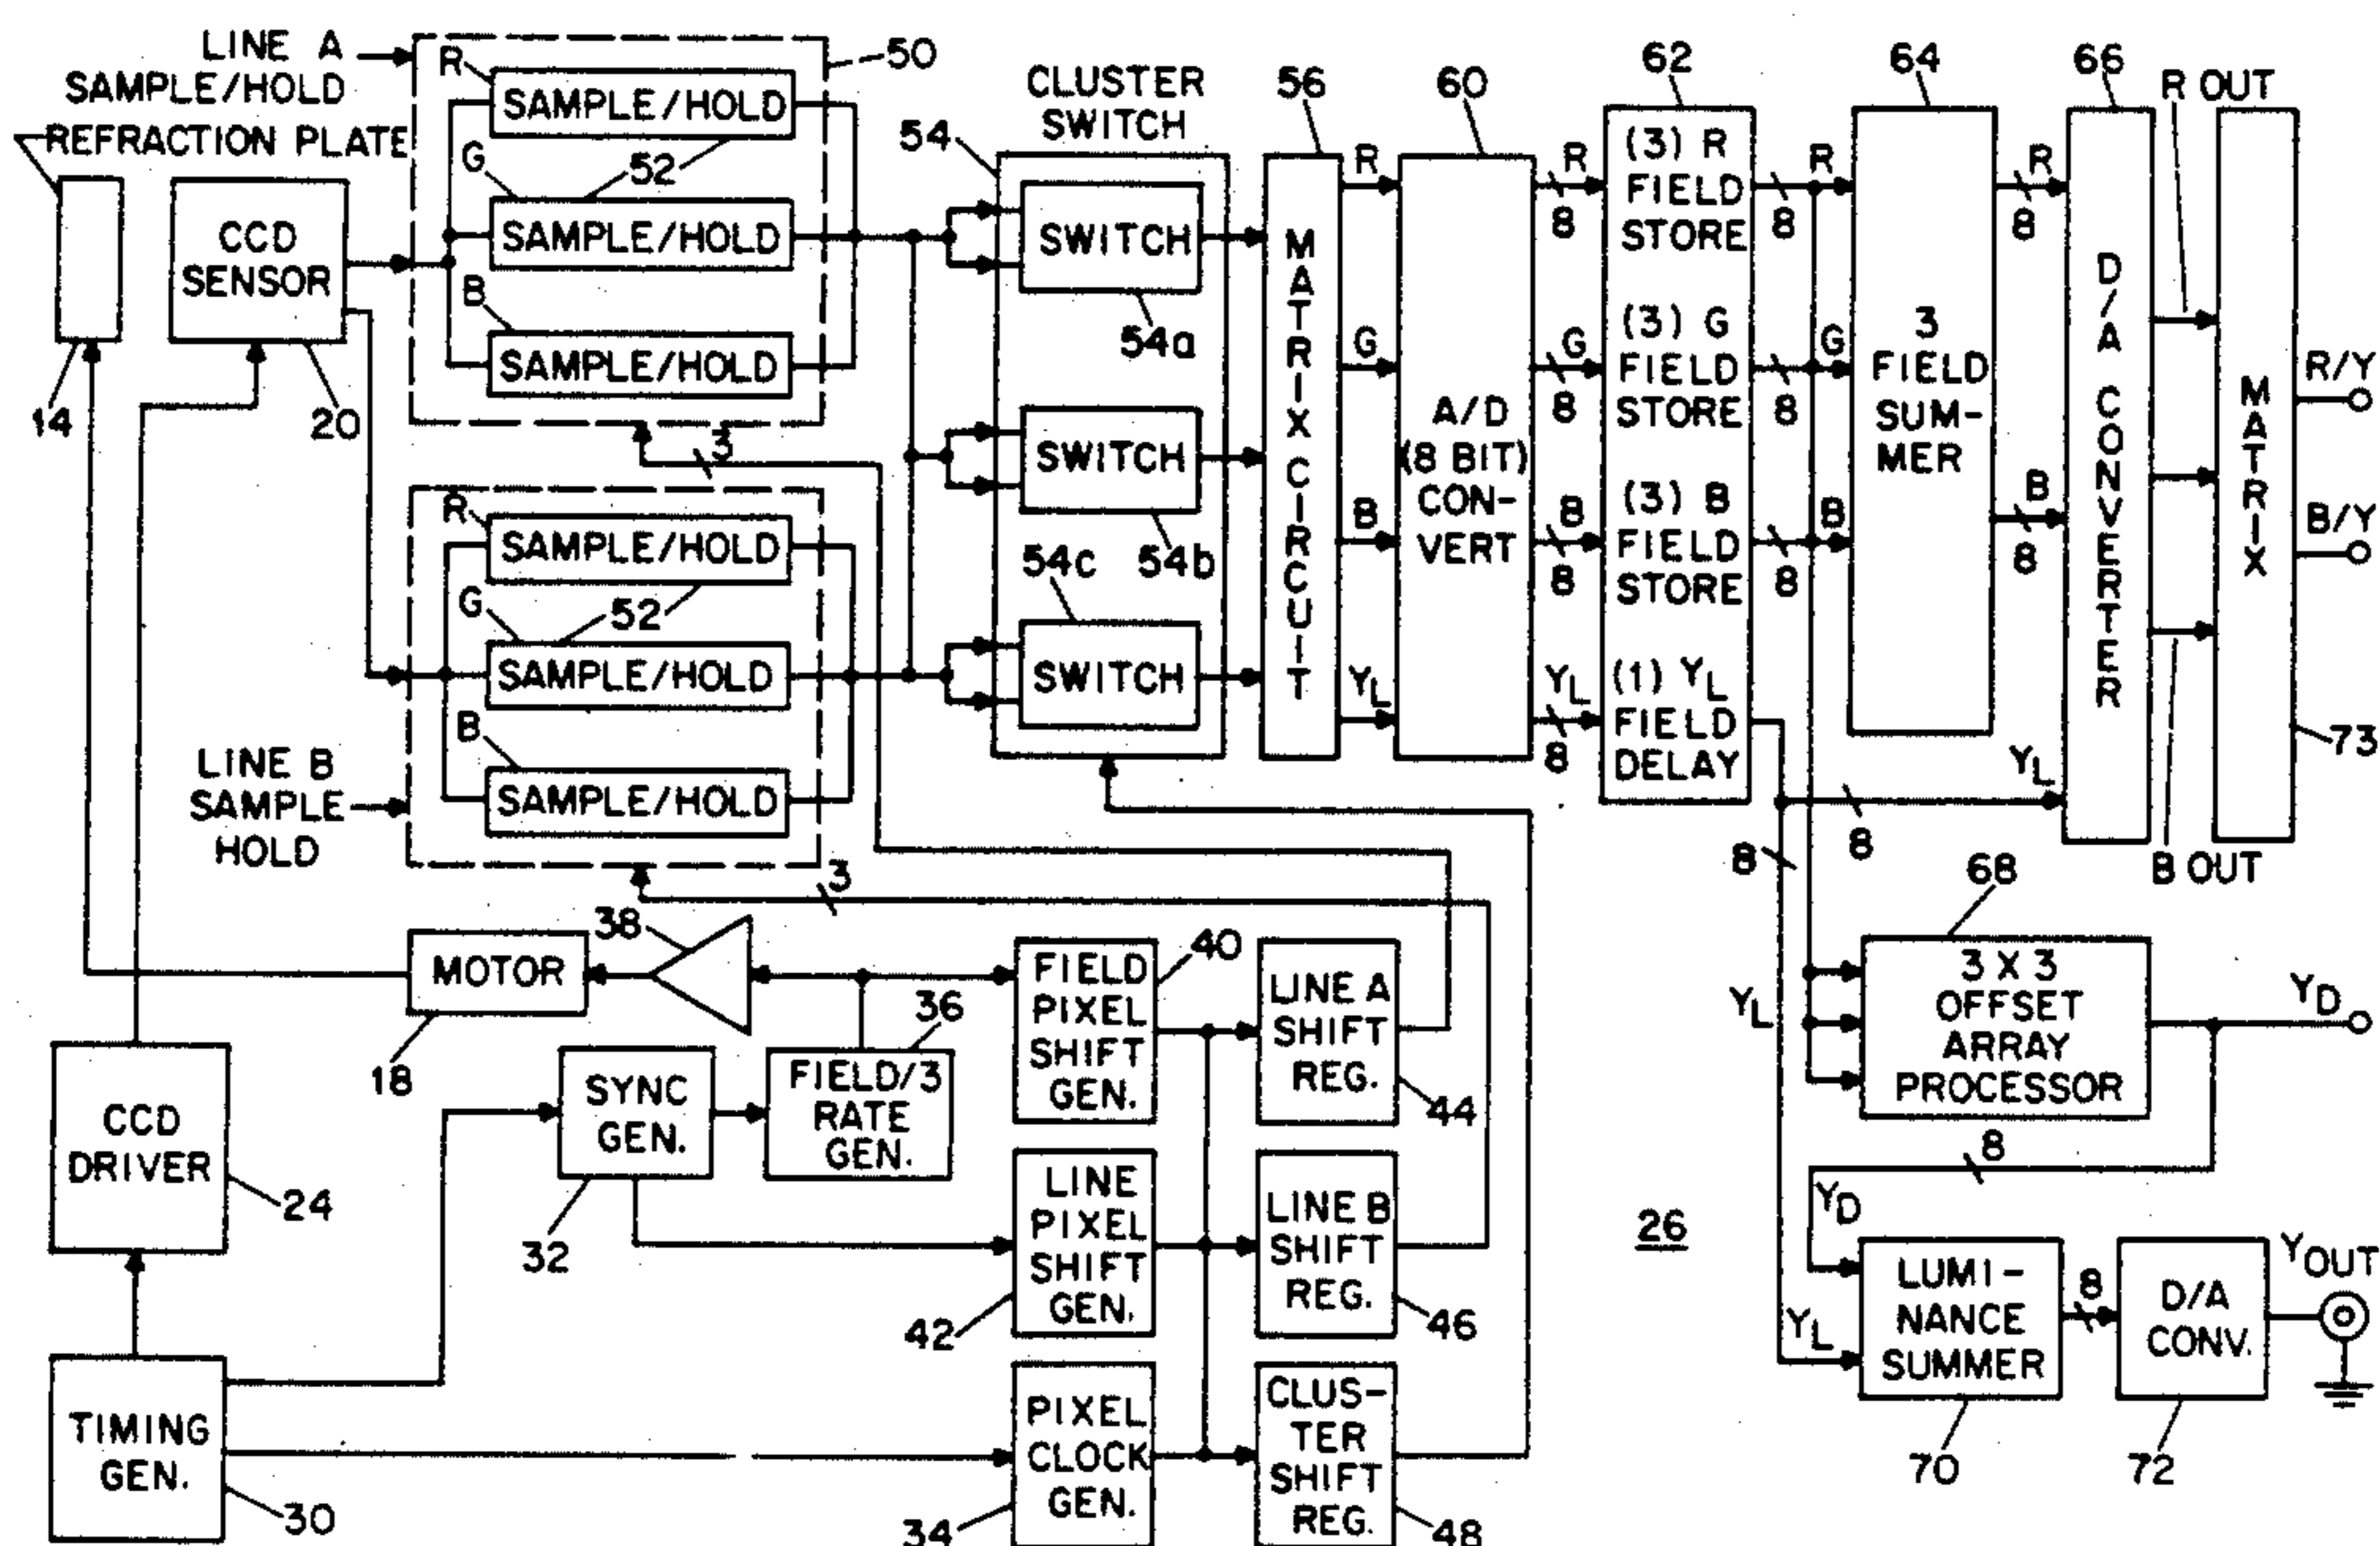 LINE A
SAMPLE/HOLD
REFRACTION PLATE
14
CCD
SENSOR
20
50
R
SAMPLE/HOLD
G
52
SAMPLE/HOLD
B
SAMPLE/HOLD
3
R
SAMPLE/HOLD
52
G
SAMPLE/HOLD
B
SAMPLE/HOLD
LINE B
SAMPLE
HOLD
3
CLUSTER
SWITCH
54
SWITCH
54a
SWITCH
54b
54c
SWITCH
56
MATRIX CIRCUIT
R
G
B
YL
60
A/D
(8 BIT)
CON-
VERT
R
8
G
8
B
8
YL
8
62
(3) R
FIELD
STORE
(3) G
FIELD
STORE
(3) B
FIELD
STORE
(1) YL
FIELD
DELAY
8
R
8
G
8
B
64
3
FIELD
SUM-
MER
R
8
B
8
YL
8
8
66
D/A CONVERTER
R OUT
B OUT
MATRIX
73
R/Y
B/Y
68
3 X 3
OFFSET
ARRAY
PROCESSOR
YD
YL
8
YD
YL
LUMI-
NANCE
SUMMER
70
8
D/A
CONV.
72
YOUT
26
MOTOR
18
38
CCD
DRIVER
24
TIMING
GEN.
30
SYNC
GEN.
32
36
FIELD/3
RATE
GEN.
FIELD
PIXEL
SHIFT
GEN.
40
LINE
PIXEL
SHIFT
GEN.
42
PIXEL
CLOCK
GEN.
34
LINE A
SHIFT
REG.
44
LINE B
SHIFT
REG.
46
CLUS-
TER
SHIFT
REG.
48